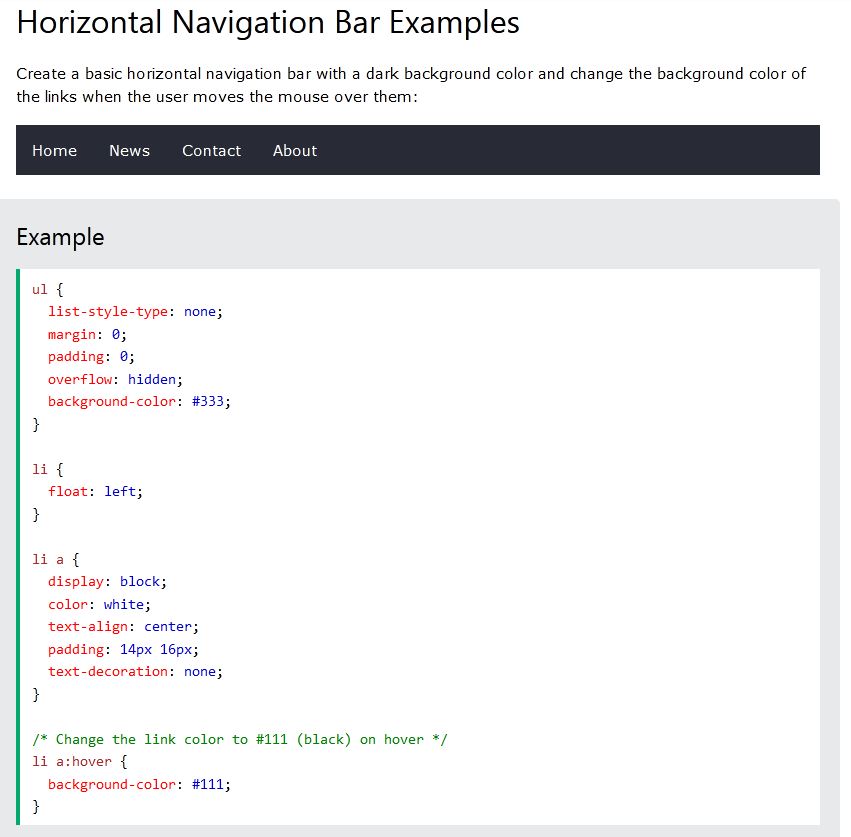 Horizontal Navigation Bar Examples
Create a basic horizontal navigation bar with a dark background color and change the background color of
the links when the user moves the mouse over them:
Home News Contact About
Example
ul {
  list-style-type: none;
  margin: 0;
  padding: 0;
  overflow: hidden;
  background-color: #333;
}
li {
  float: left;
}
li a {
  display: block;
  color: white;
  text-align: center;
  padding: 14px 16px;
  text-decoration: none;
}
/* Change the link color to #111 (black) on hover */
li a:hover {
  background-color: #111;
}